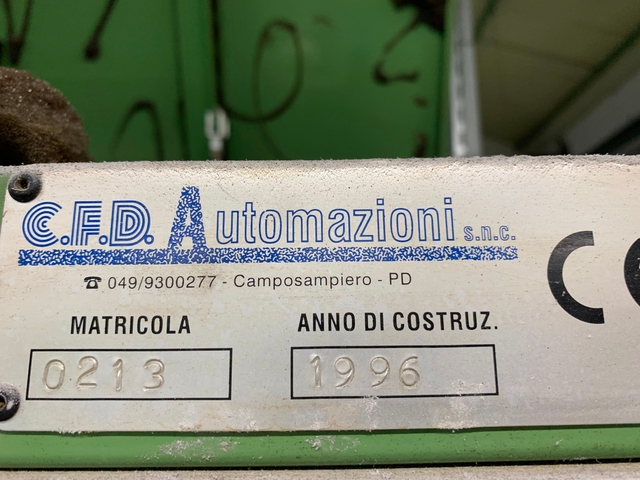 C.F.D. Automazioni s.n.c.
☎ 049/9300277 - Camposampiero - PD
MATRICOLA ANNO DI COSTRUZ.
0213 1996
CE